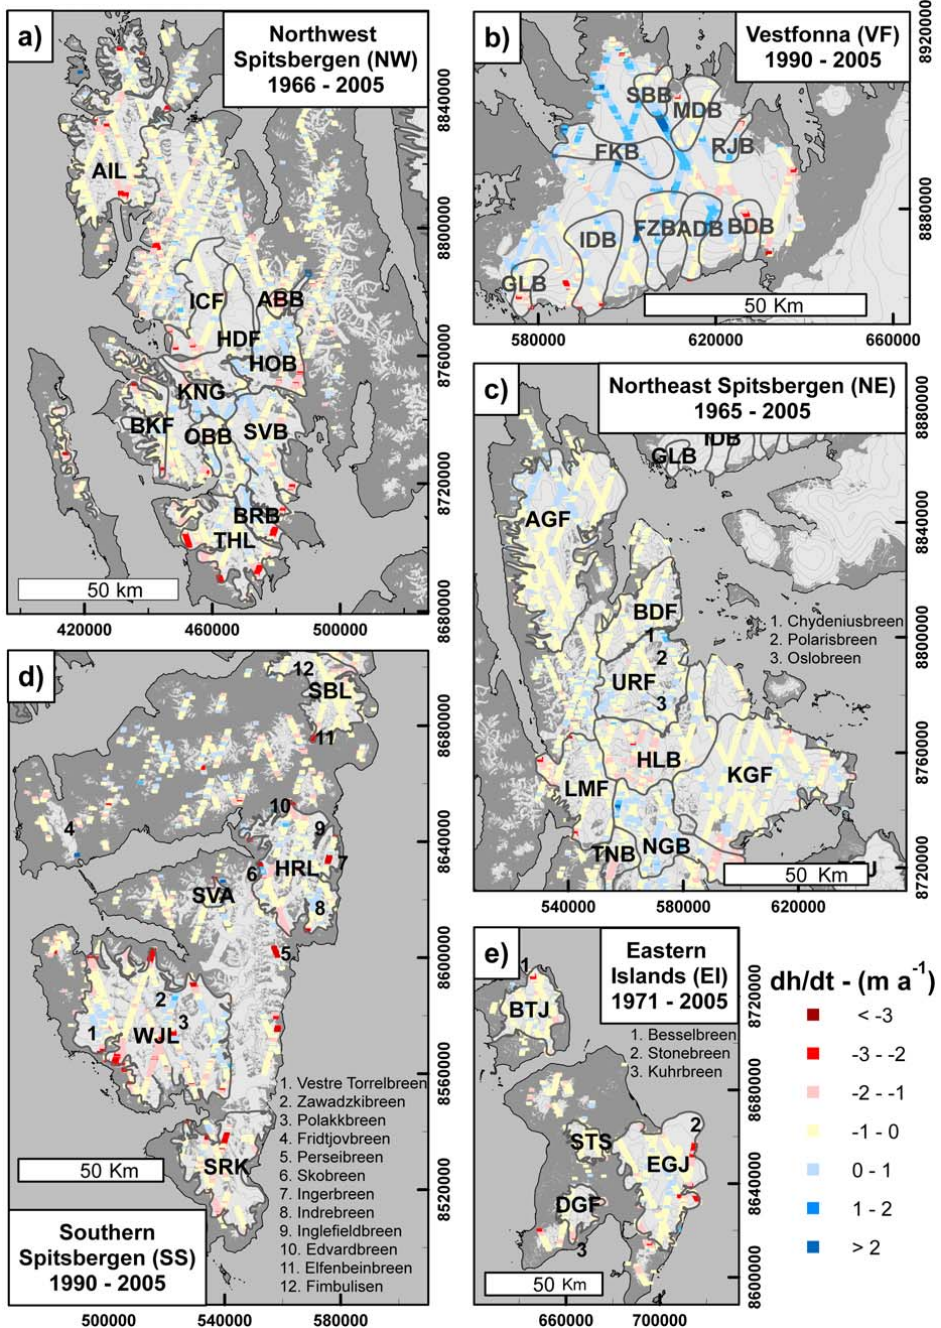 a)
Northwest
Spitsbergen (NW)
1966 - 2005
AIL
ICF
ABB
HDF
HOB
KNG
BKF
OBB
SVB
BRB
THL
50 km
420000
460000
500000
8840000
8800000
8760000
8720000
8680000
b)
Vestfonna (VF)
1990 - 2005
SBB
MDB
FKB
RJB
IDB
FZB
ADB
BDB
GLB
50 Km
580000
620000
660000
8920000
8880000
c)
Northeast Spitsbergen (NE)
1965 - 2005
IDB
GLB
AGF
BDF
1
2
URF
3
1. Chydeniusbreen
2. Polarisbreen
3. Oslobreen
HLB
KGF
LMF
TNB
NGB
50 Km
J
540000
580000
620000
8880000
8840000
8800000
8760000
8720000
d)
12
SBL
11
4
10
9
7
6
HRL
SVA
8
5
2
1
3
WJL
SRK
1. Vestre Torrelbreen
2. Zawadzkibreen
3. Polakkbreen
4. Fridtjovbreen
5. Perseibreen
6. Skobreen
7. Ingerbreen
8. Indrebreen
9. Inglefieldbreen
10. Edvardbreen
11. Elfenbeinbreen
12. Fimbulisen
50 Km
Southern
Spitsbergen (SS)
1990 - 2005
500000
540000
580000
8680000
8640000
8600000
8560000
8520000
e)
Eastern
Islands (EI)
1971 - 2005
1
BTJ
1. Besselbreen
2. Stonebreen
3. Kuhrbreen
2
STS
EGJ
DGF
3
50 Km
660000
700000
8720000
8680000
8640000
8600000
dh/dt - (m a-1)
< -3
-3 - -2
-2 - -1
-1 - 0
0 - 1
1 - 2
> 2